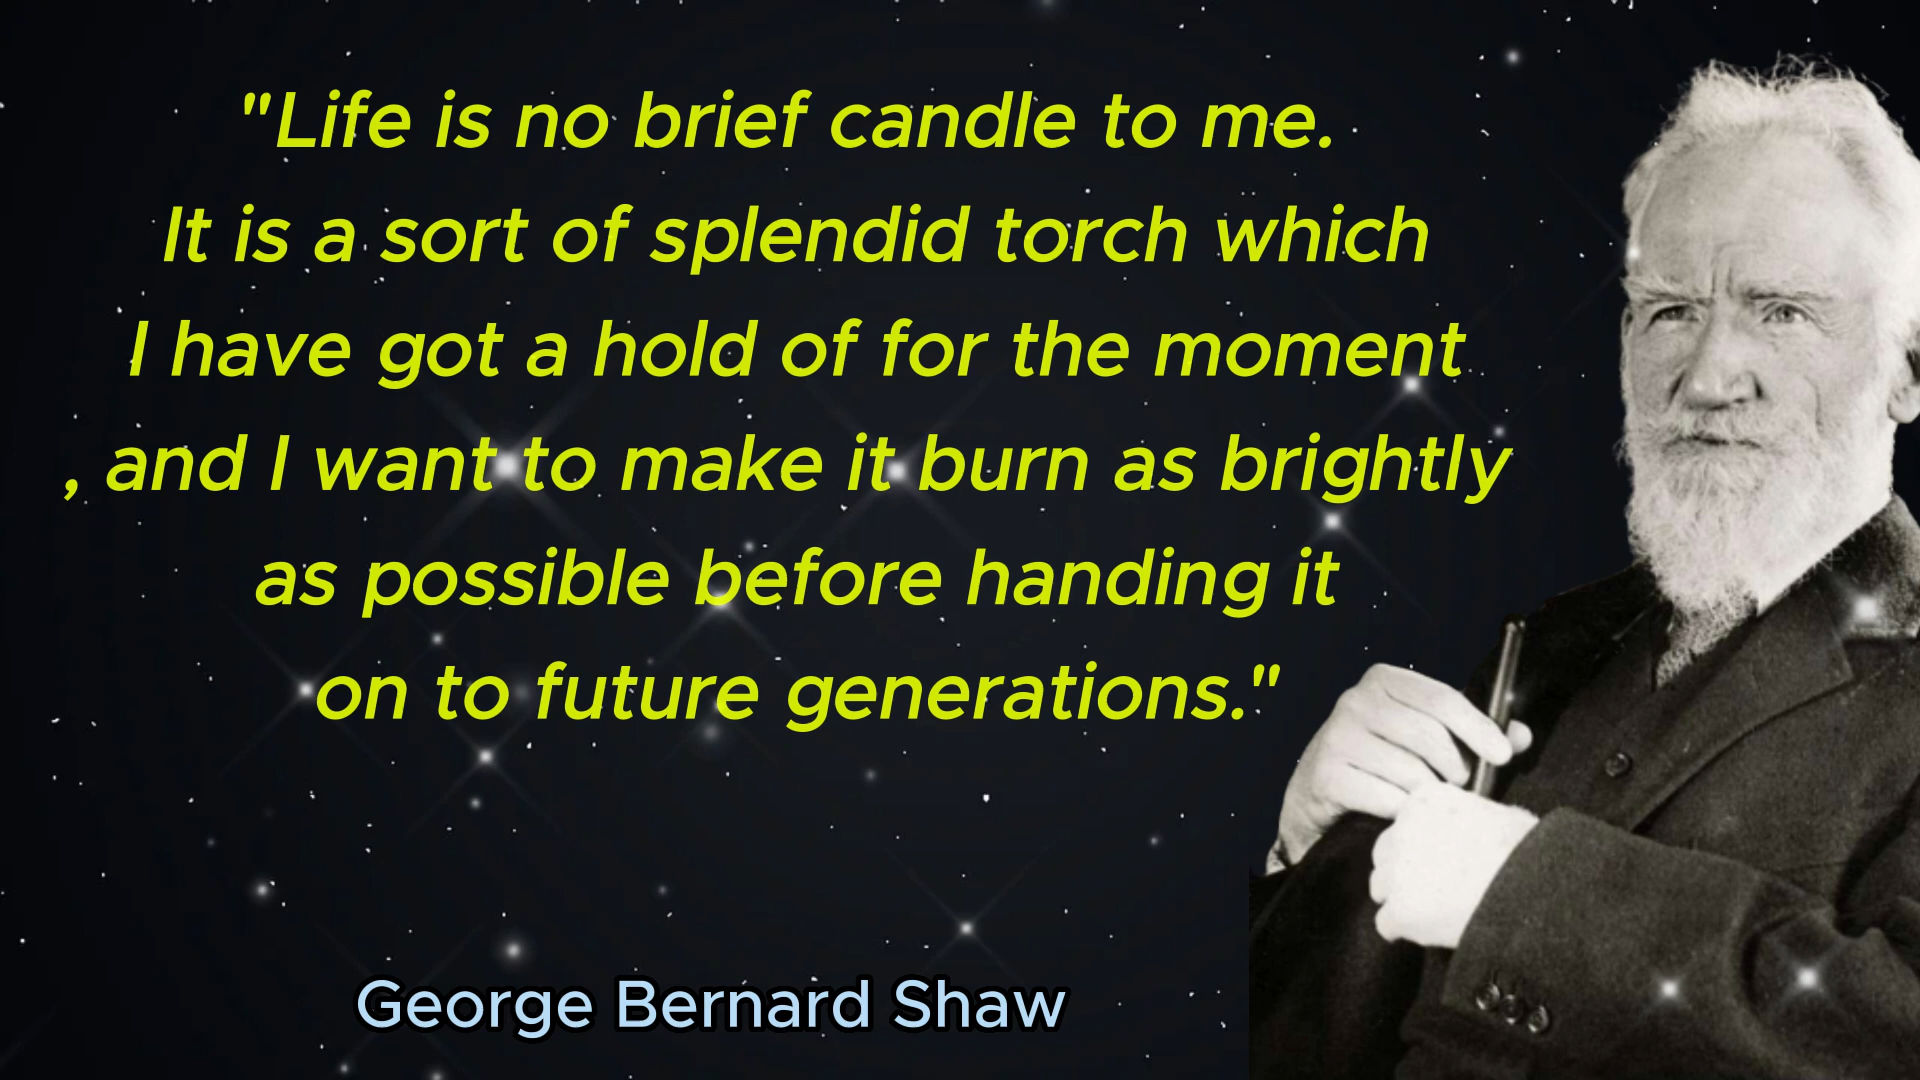 "Life is no brief candle to me.
It is a sort of splendid torch which
I have got a hold of for the moment
, and I want to make it burn as brightly
as possible before handing it
on to future generations."
George Bernard Shaw